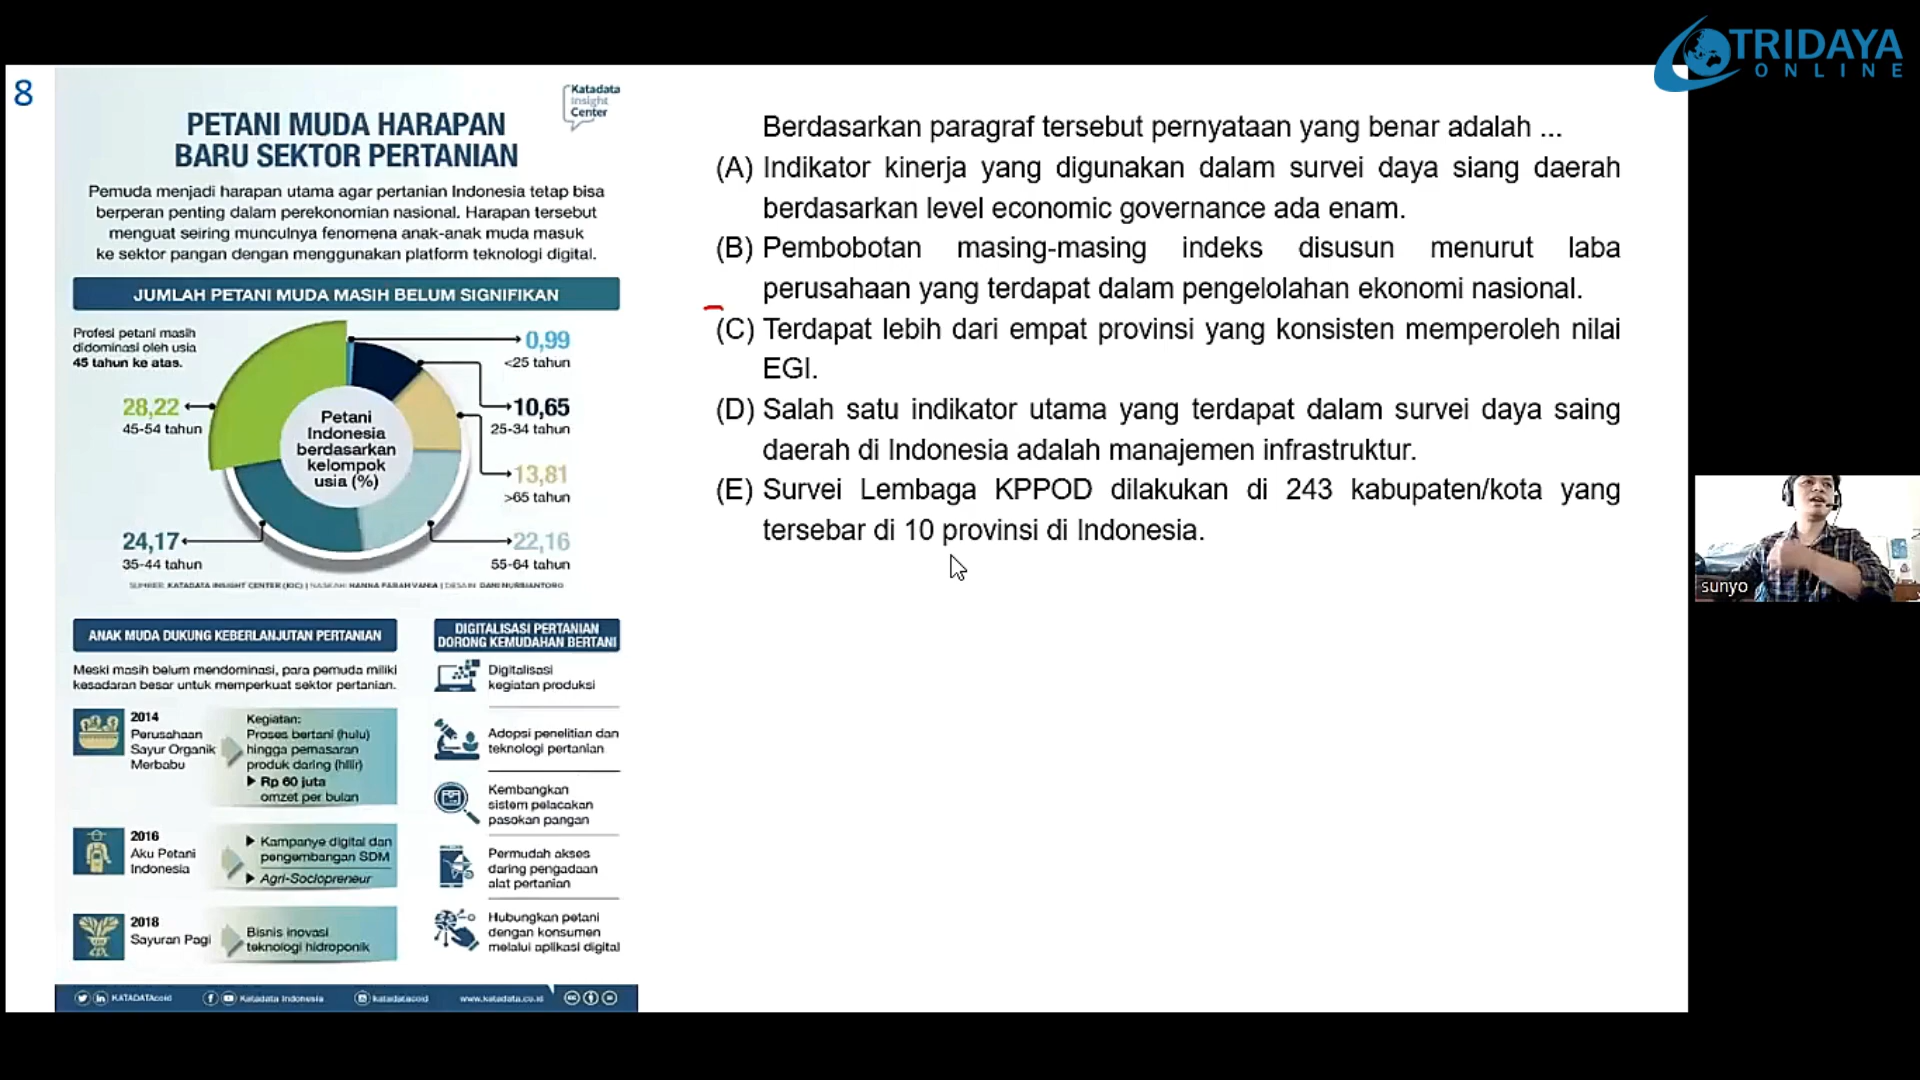 TRIDAYA
ONLINE
8
Katadata
Insight
Center
PETANI MUDA HARAPAN
BARU SEKTOR PERTANIAN
Pemuda menjadi harapan utama agar pertanian Indonesia tetap bisa
berperan penting dalam perekonomian nasional. Harapan tersebut
menguat seiring munculnya fenomena anak-anak muda masuk
ke sektor pangan dengan menggunakan platform teknologi digital.
JUMLAH PETANI MUDA MASIH BELUM SIGNIFIKAN
Profesi petani masih
didominasi oleh usia
45 tahun ke atas.
0,99
<25 tahun
28,22
45-54 tahun
10,65
25-34 tahun
Petani
Indonesia
berdasarkan
kelompok
usia (%)
13,81
>65 tahun
24,17
35-44 tahun
22,16
55-64 tahun
SUMBER: KATADATA INSIGHT CENTER (KIC) | NASKAH: HANNA FARAH VANIA | DESAIN: DANI NURBIANTORO
ANAK MUDA DUKUNG KEBERLANJUTAN PERTANIAN
Meski masih belum mendominasi, para pemuda miliki
kesadaran besar untuk memperkuat sektor pertanian.
2014
Perusahaan
Sayur Organik
Merbabu
Kegiatan:
Proses bertani (hulu)
hingga pemasaran
produk daring (hilir)
Rp 60 juta
omzet per bulan
2016
Aku Petani
Indonesia
Kampanye digital dan
pengembangan SDM
Agri-Sociopreneur
2018
Sayuran Pagi
Bisnis inovasi
teknologi hidroponik
DIGITALISASI PERTANIAN
DORONG KEMUDAHAN BERTANI
Digitalisasi
kegiatan produksi
Adopsi penelitian dan
teknologi pertanian
Kembangkan
sistem pelacakan
pasokan pangan
Permudah akses
daring pengadaan
alat pertanian
Hubungkan petani
dengan konsumen
melalui aplikasi digital
KATADATAcoid
Katadata Indonesia
katadatacoid
www.katadata.co.id
Berdasarkan paragraf tersebut pernyataan yang benar adalah ...
(A) Indikator kinerja yang digunakan dalam survei daya siang daerah
berdasarkan level economic governance ada enam.
(B) Pembobotan masing-masing indeks disusun menurut laba
perusahaan yang terdapat dalam pengelolahan ekonomi nasional.
(C) Terdapat lebih dari empat provinsi yang konsisten memperoleh nilai
EGI.
(D) Salah satu indikator utama yang terdapat dalam survei daya saing
daerah di Indonesia adalah manajemen infrastruktur.
(E) Survei Lembaga KPPOD dilakukan di 243 kabupaten/kota yang
tersebar di 10 provinsi di Indonesia.
sunyo